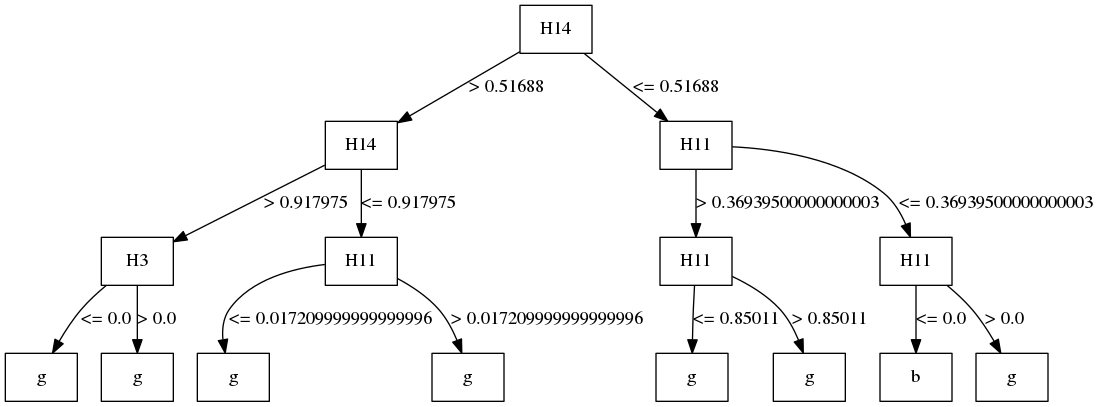 H14
> 0.51688 <= 0.51688
H14 H11
> 0.917975 <= 0.917975 > 0.36939500000000003 <= 0.36939500000000003
H3 H11 H11 H11
<= 0.0 > 0.0 <= 0.017209999999999996 > 0.017209999999999996 <= 0.85011 > 0.85011 <= 0.0 > 0.0
g g g g g g b g